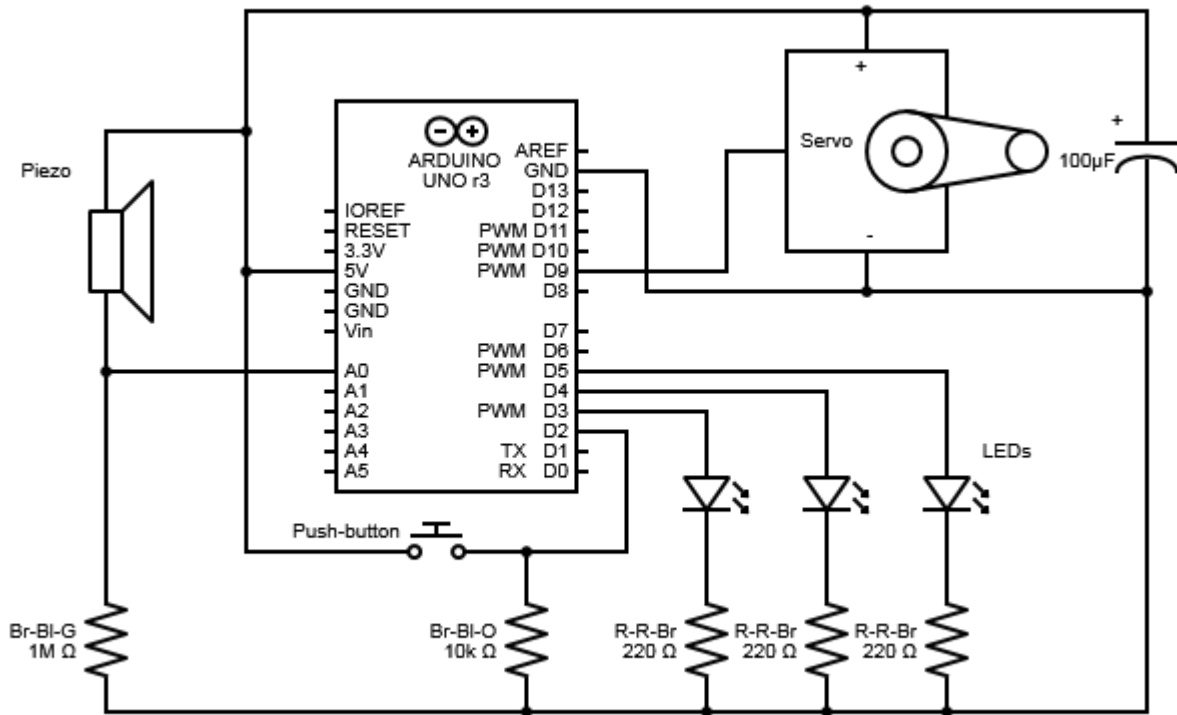 Piezo
ARDUINO
UNO r3
IOREF
RESET
3.3V
5V
GND
GND
Vin
A0
A1
A2
A3
A4
A5
AREF
GND
D13
D12
PWM D11
PWM D10
PWM D9
D8
D7
PWM D6
PWM D5
D4
PWM D3
D2
TX D1
RX D0
+
Servo
-
+
100µF
LEDs
Push-button
Br-Bl-G
1M Ω
Br-Bl-O
10k Ω
R-R-Br
220 Ω
R-R-Br
220 Ω
R-R-Br
220 Ω